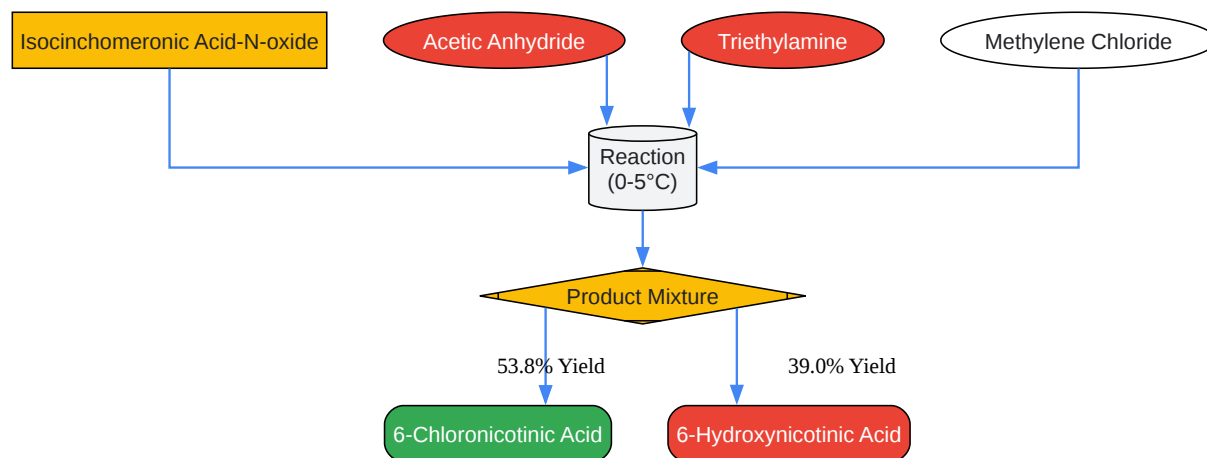 Isocinchomeronic Acid-N-oxide
Acetic Anhydride
Triethylamine
Methylene Chloride
Reaction
(0-5°C)
Product Mixture
53.8% Yield
39.0% Yield
6-Chloronicotinic Acid
6-Hydroxynicotinic Acid